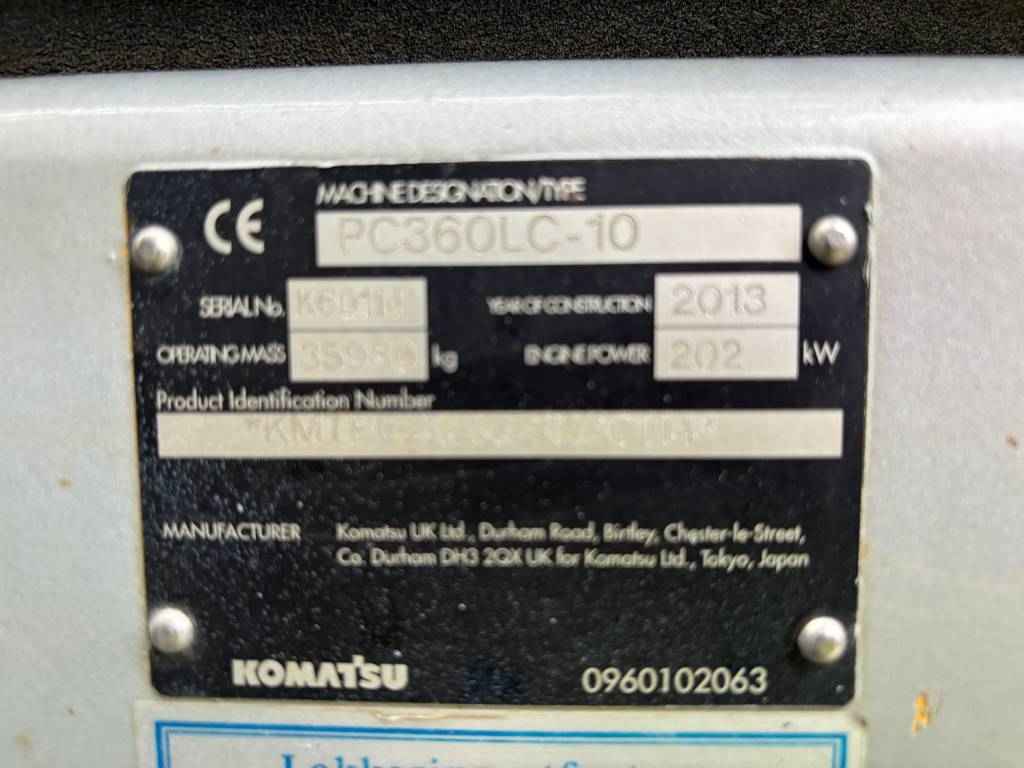 CE
MACHINE DESIGNATION/TYPE
PC360LC-10
SERIAL No.
YEAR OF CONSTRUCTION 2013
OPERATING MASS kg
ENGINE POWER 202 kW
Product Identification Number
MANUFACTURER Komatsu UK Ltd., Durham Road, Birtley, Chester-le-Street,
Co. Durham DH3 2QX UK for Komatsu Ltd., Tokyo, Japan
KOMATSU 0960102063